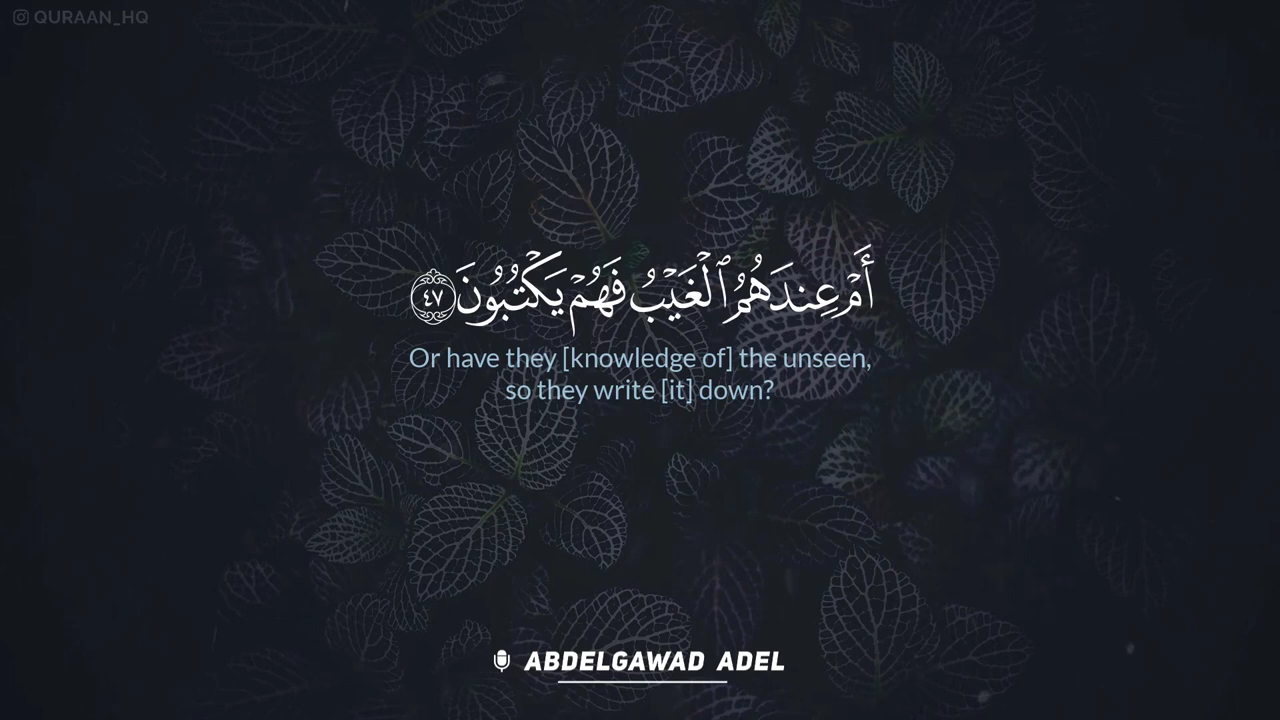 QURAAN_HQ
أَمْ عِندَهُمُ ٱلْغَيْبُ فَهُمْ يَكْتُبُونَ ٤٧
Or have they [knowledge of] the unseen,
so they write [it] down?
ABDELGAWAD ADEL